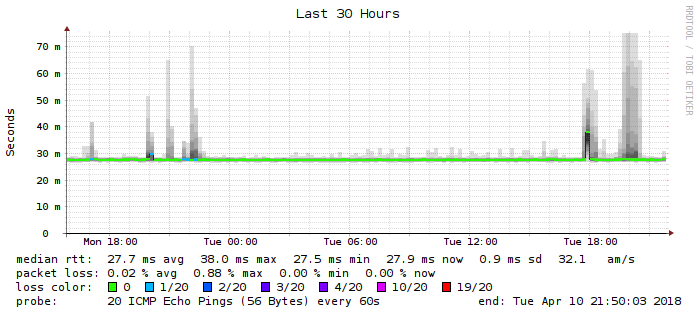 Last 30 Hours
RRDTOOL / TOBI OETIKER
Seconds
70 m
60 m
50 m
40 m
30 m
20 m
10 m
0
Mon 18:00 Tue 00:00 Tue 06:00 Tue 12:00 Tue 18:00
median rtt: 27.7 ms avg 38.0 ms max 27.5 ms min 27.9 ms now 0.9 ms sd 32.1 am/s
packet loss: 0.02 % avg 0.88 % max 0.00 % min 0.00 % now
loss color: 0 1/20 2/20 3/20 4/20 10/20 19/20
probe: 20 ICMP Echo Pings (56 Bytes) every 60s end: Tue Apr 10 21:50:03 2018